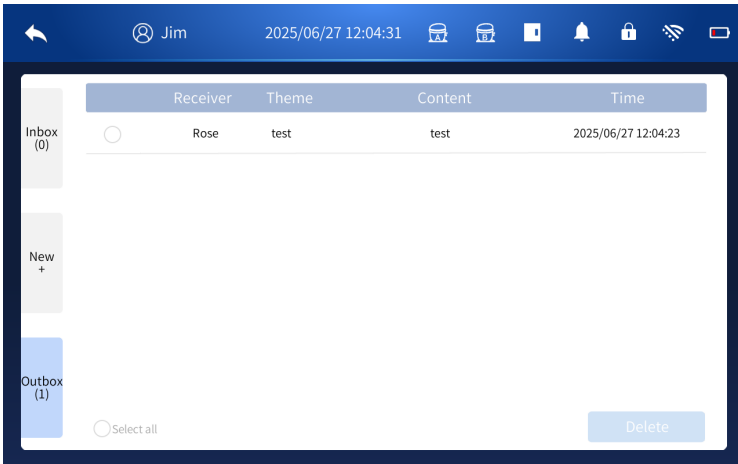 Jim 2025/06/27 12:04:31 A B
Receiver Theme Content Time
Rose test test 2025/06/27 12:04:23
Inbox
(0)
New
+
Outbox
(1)
Select all
Delete